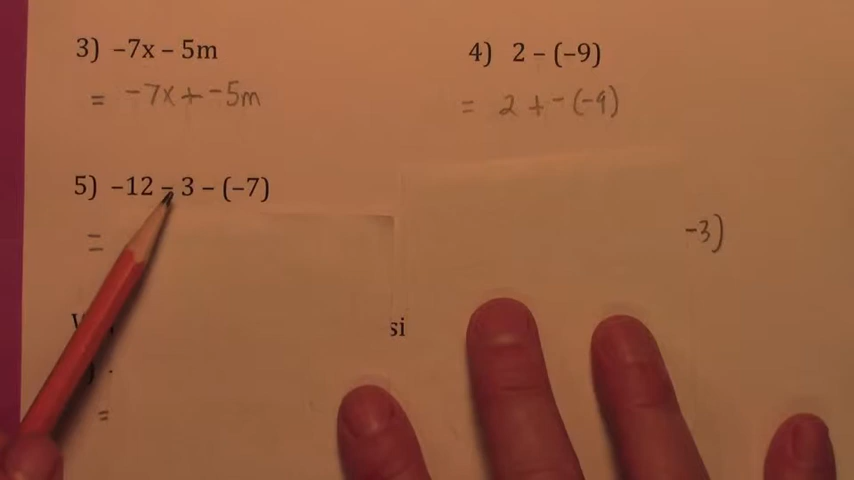 3) −7x − 5m
= -7x + -5m
4) 2 − (−9)
= 2 + -(-9)
5) −12 − 3 − (−7)
=
-3)
si
=